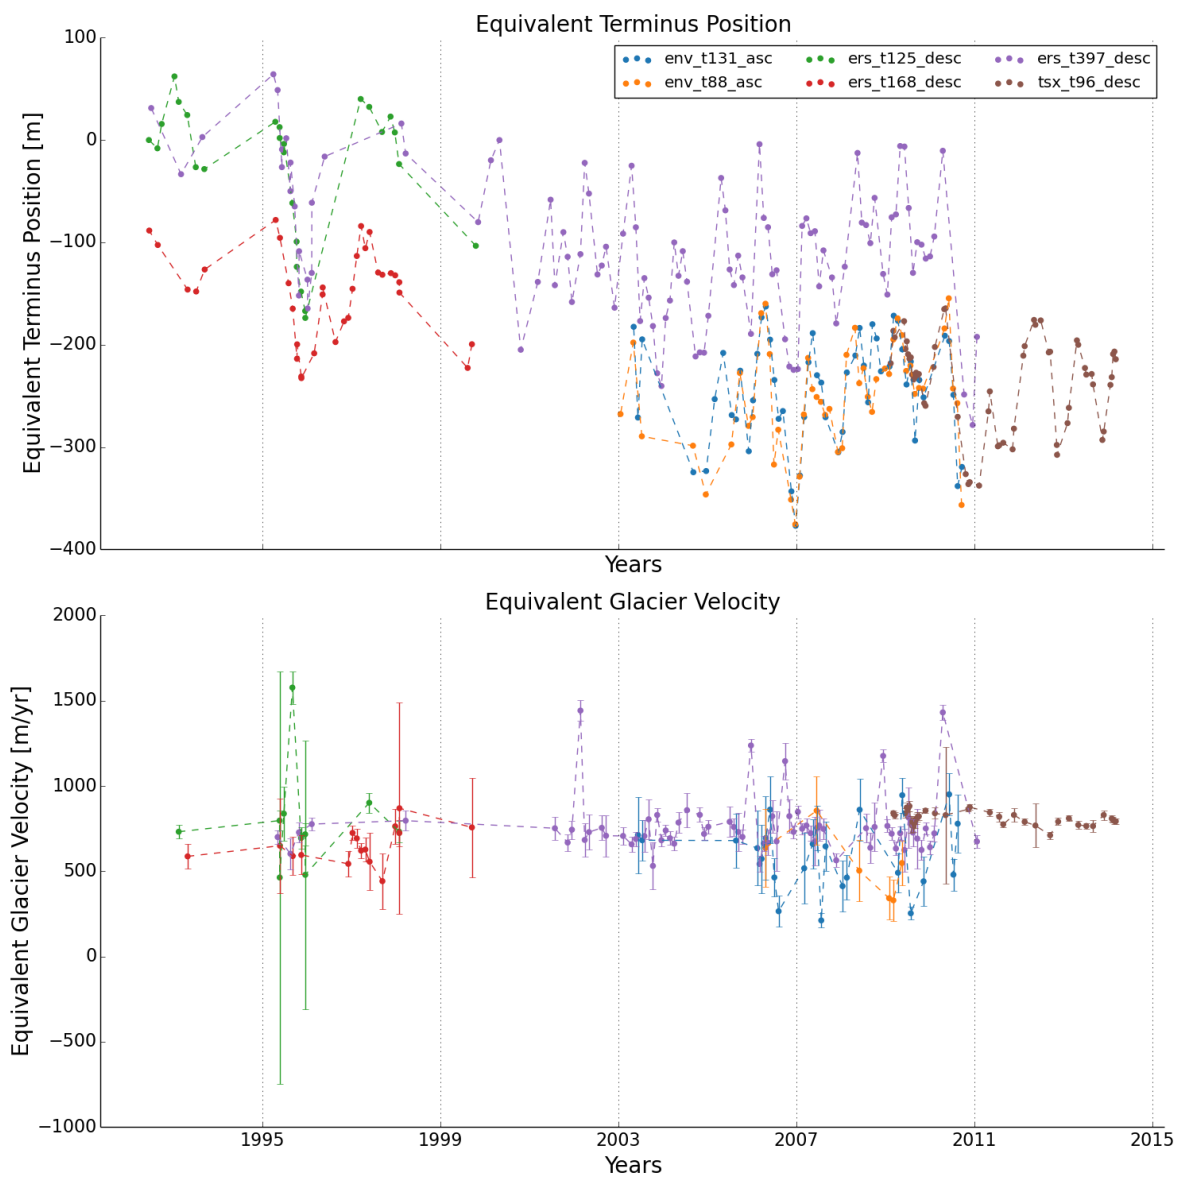 Equivalent Terminus Position
Equivalent Terminus Position [m]
100
0
−100
−200
−300
−400
env_t131_asc
env_t88_asc
ers_t125_desc
ers_t168_desc
ers_t397_desc
tsx_t96_desc
Years
Equivalent Glacier Velocity
Equivalent Glacier Velocity [m/yr]
2000
1500
1000
500
0
−500
−1000
1995 1999 2003 2007 2011 2015
Years